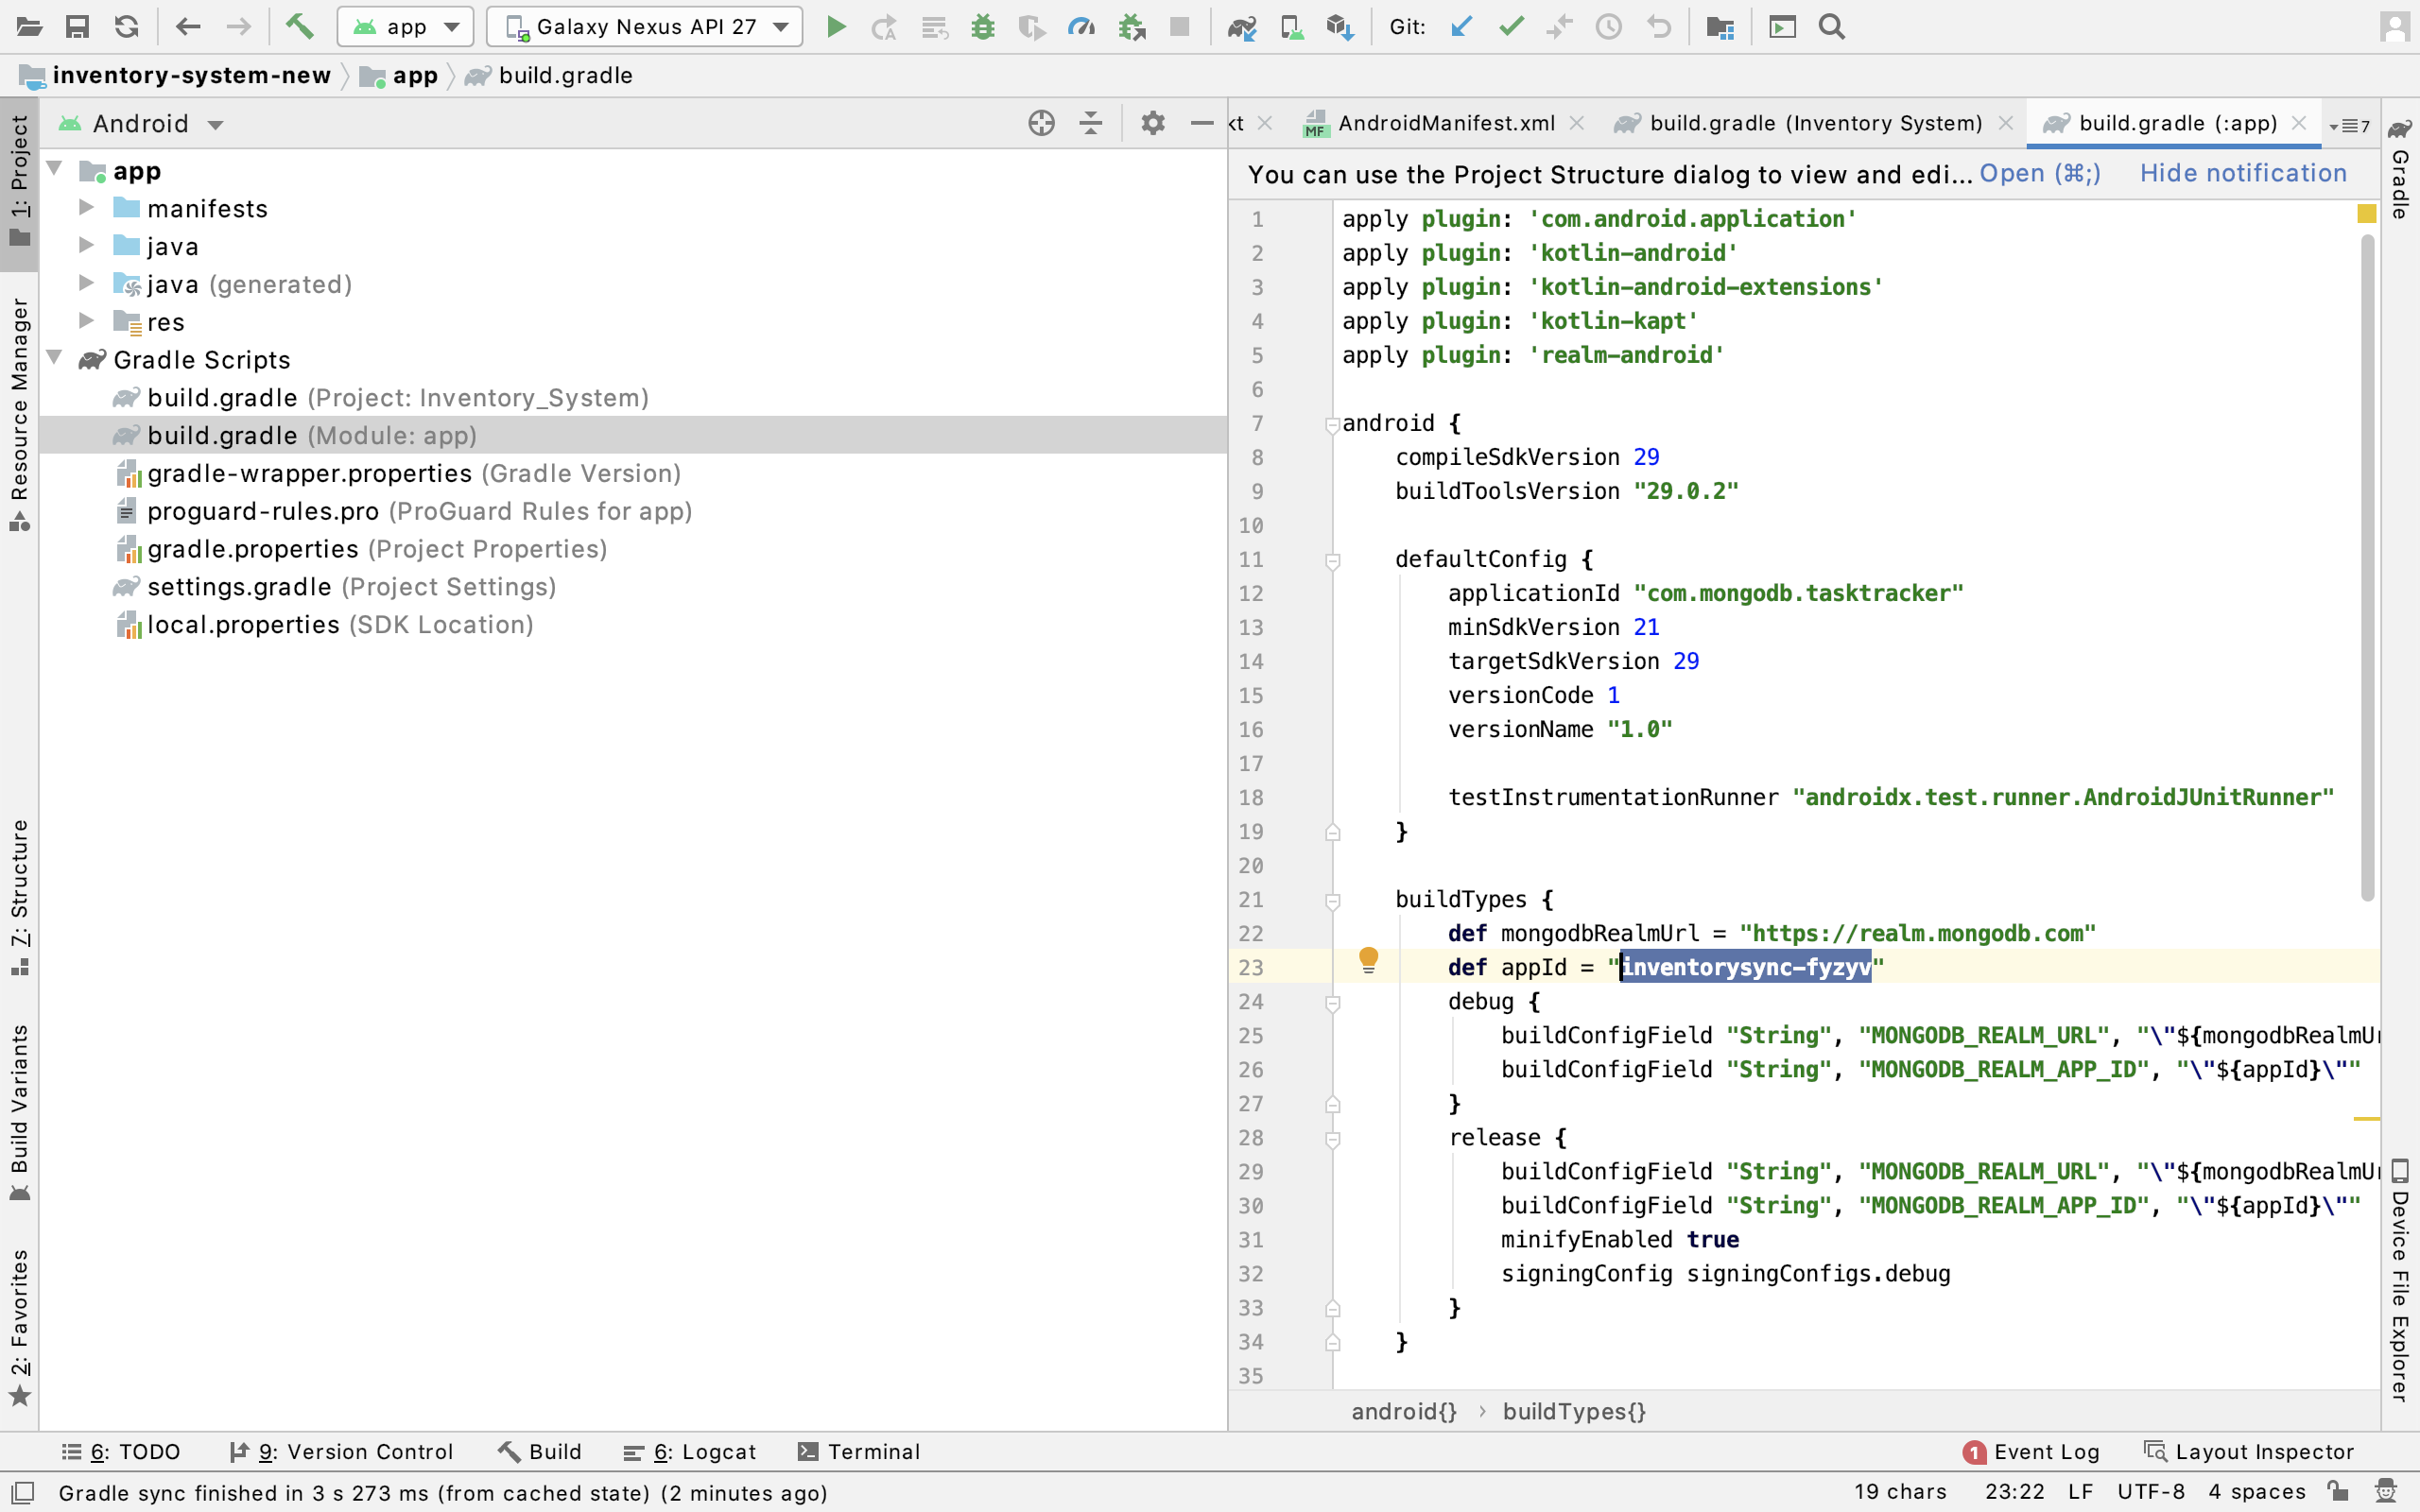 app
Galaxy Nexus API 27
Git:
inventory-system-new
app
build.gradle
1: Project
Resource Manager
7: Structure
Build Variants
2: Favorites
Android
app
manifests
java
java (generated)
res
Gradle Scripts
build.gradle (Project: Inventory_System)
build.gradle (Module: app)
gradle-wrapper.properties (Gradle Version)
proguard-rules.pro (ProGuard Rules for app)
gradle.properties (Project Properties)
settings.gradle (Project Settings)
local.properties (SDK Location)
kt
MF AndroidManifest.xml
build.gradle (Inventory System)
build.gradle (:app)
7
You can use the Project Structure dialog to view and edi... Open (⌘;) Hide notification
1 apply plugin: 'com.android.application'
2 apply plugin: 'kotlin-android'
3 apply plugin: 'kotlin-android-extensions'
4 apply plugin: 'kotlin-kapt'
5 apply plugin: 'realm-android'
6
7 android {
8 compileSdkVersion 29
9 buildToolsVersion "29.0.2"
10
11 defaultConfig {
12 applicationId "com.mongodb.tasktracker"
13 minSdkVersion 21
14 targetSdkVersion 29
15 versionCode 1
16 versionName "1.0"
17
18 testInstrumentationRunner "androidx.test.runner.AndroidJUnitRunner"
19 }
20
21 buildTypes {
22 def mongodbRealmUrl = "https://realm.mongodb.com"
23 def appId = "inventorysync-fyzyv"
24 debug {
25 buildConfigField "String", "MONGODB_REALM_URL", "\"${mongodbRealmUr
26 buildConfigField "String", "MONGODB_REALM_APP_ID", "\"${appId}\""
27 }
28 release {
29 buildConfigField "String", "MONGODB_REALM_URL", "\"${mongodbRealmUr
30 buildConfigField "String", "MONGODB_REALM_APP_ID", "\"${appId}\""
31 minifyEnabled true
32 signingConfig signingConfigs.debug
33 }
34 }
35
android{} › buildTypes{}
Gradle
Device File Explorer
6: TODO
9: Version Control
Build
6: Logcat
Terminal
1 Event Log
Layout Inspector
Gradle sync finished in 3 s 273 ms (from cached state) (2 minutes ago)
19 chars 23:22 LF UTF-8 4 spaces